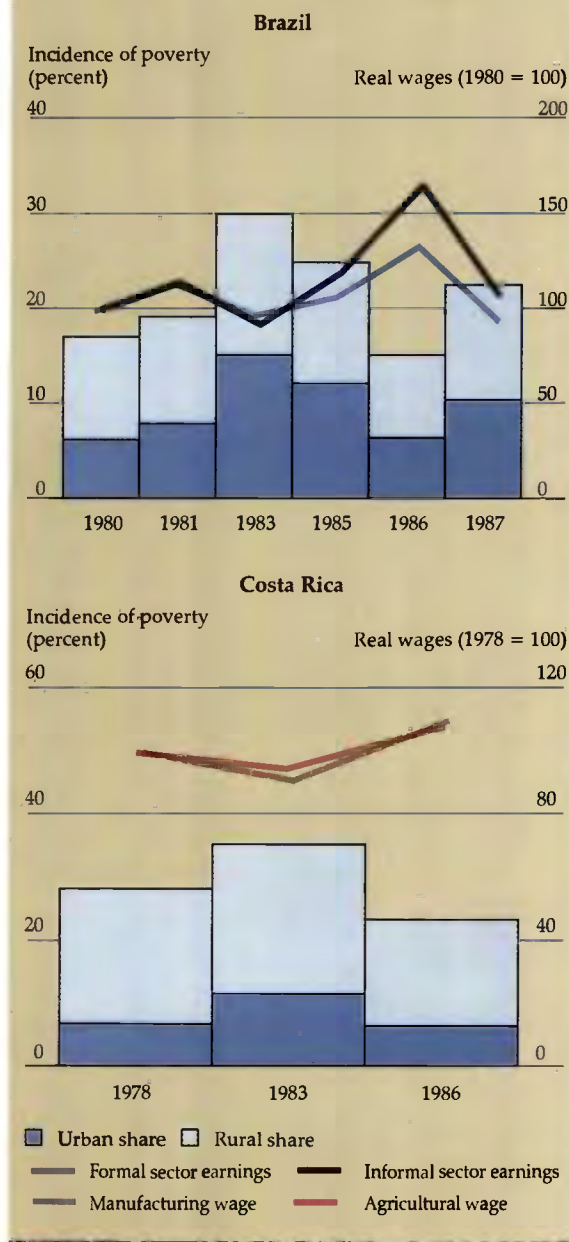 Brazil
Incidence of poverty
(percent) Real wages (1980 = 100)
40 200
30 150
20 100
10 50
0 0
1980 1981 1983 1985 1986 1987
Costa Rica
Incidence of poverty
(percent) Real wages (1978 = 100)
60 120
40 80
20 40
0 0
1978 1983 1986
Urban share Rural share
Formal sector earnings Informal sector earnings
Manufacturing wage Agricultural wage